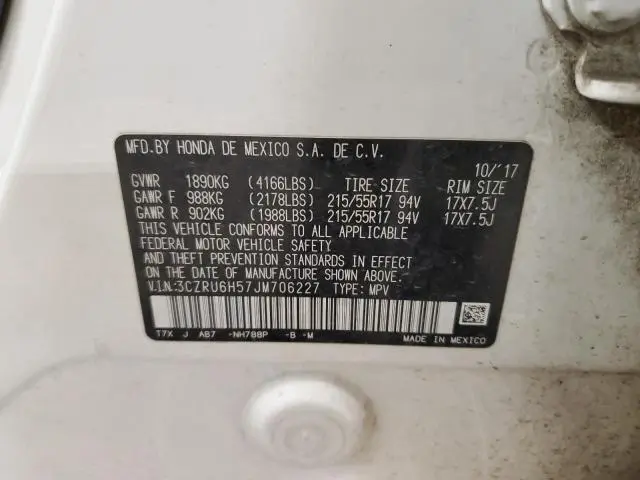 MFD.BY HONDA DE MEXICO S.A. DE C.V.
10/'17
GVWR 1890KG (4166LBS) TIRE SIZE RIM SIZE
GAWR F 988KG (2178LBS) 215/55R17 94V 17X7.5J
GAWR R 902KG (1988LBS) 215/55R17 94V 17X7.5J
THIS VEHICLE CONFORMS TO ALL APPLICABLE
FEDERAL MOTOR VEHICLE SAFETY
AND THEFT PREVENTION STANDARDS IN EFFECT
ON THE DATE OF MANUFACTURE SHOWN ABOVE.
V.I.N:3CZRU6H57JM706227 TYPE: MPV
T7X J AB7 -NH788P -B -M
MADE IN MEXICO